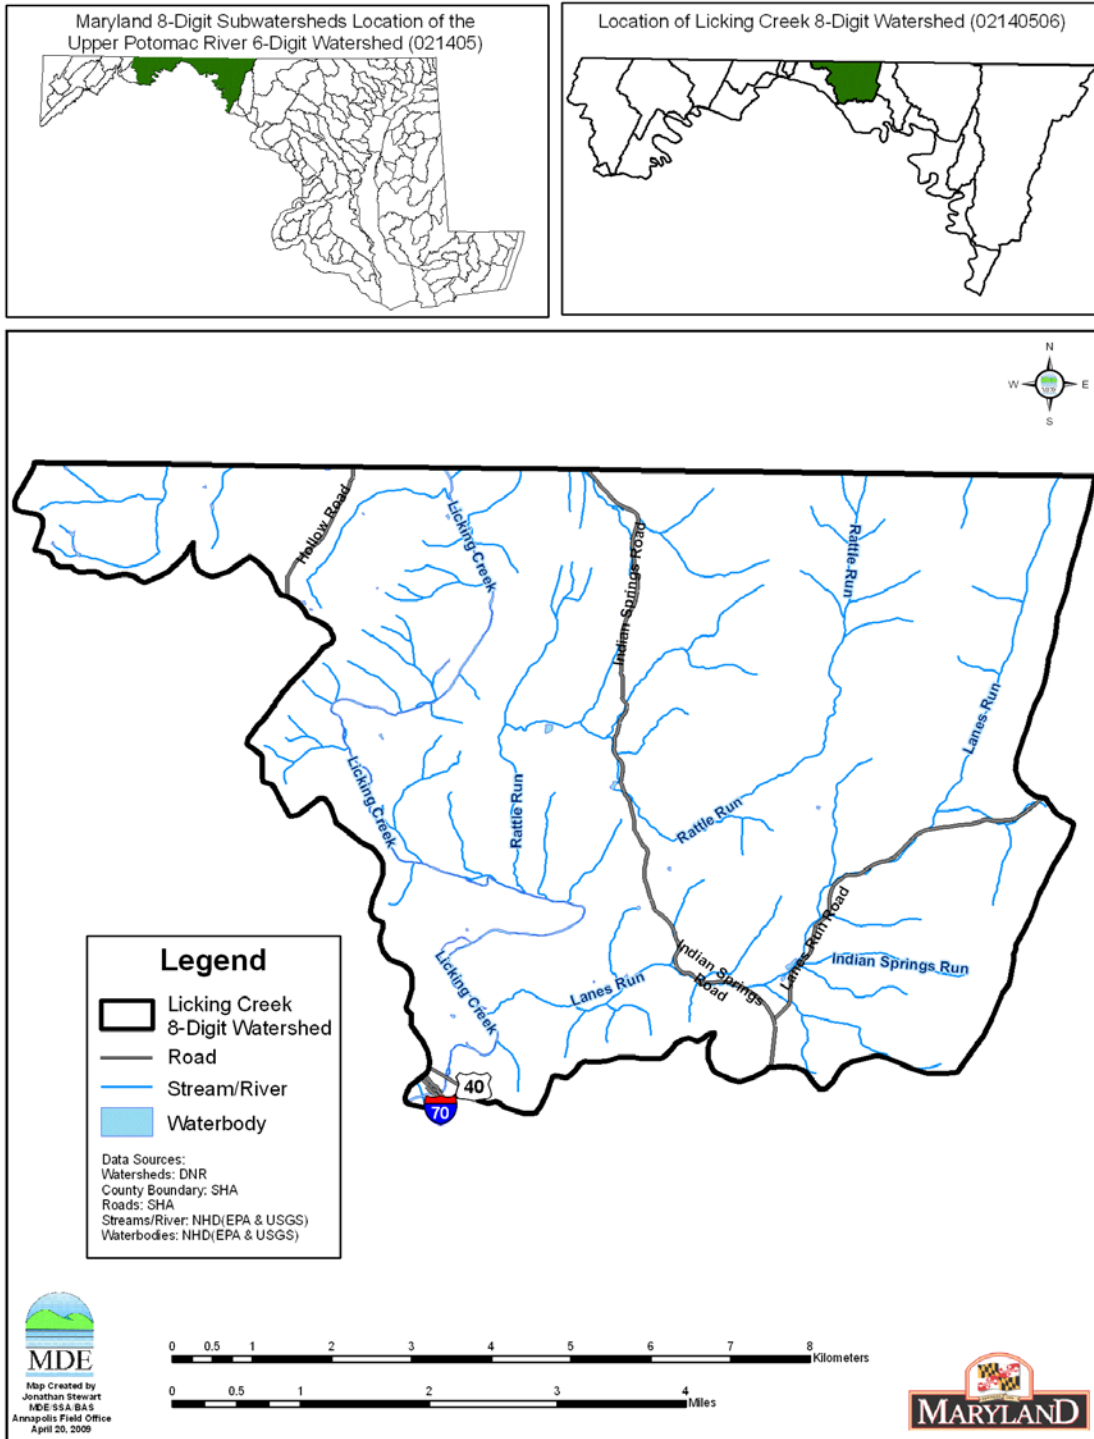 Maryland 8-Digit Subwatersheds Location of the
Upper Potomac River 6-Digit Watershed (021405)
Location of Licking Creek 8-Digit Watershed (02140506)
N
W
E
S
Hollow Road
Licking Creek
Indian Springs Road
Rattle Run
Lanes Run
Licking Creek
Rattle Run
Rattle Run
Lanes Run Road
Indian Springs
Road
Indian Springs Run
Licking Creek
Lanes Run
40
70
Legend
Licking Creek
8-Digit Watershed
Road
Stream/River
Waterbody
Data Sources:
Watersheds: DNR
County Boundary: SHA
Roads: SHA
Streams/River: NHD(EPA & USGS)
Waterbodies: NHD(EPA & USGS)
MDE
Map Created by
Jonathan Stewart
MDE/SSA/BAS
Annapolis Field Office
April 20, 2009
0 0.5 1 2 3 4 5 6 7 8
Kilometers
0 0.5 1 2 3 4
Miles
MARYLAND